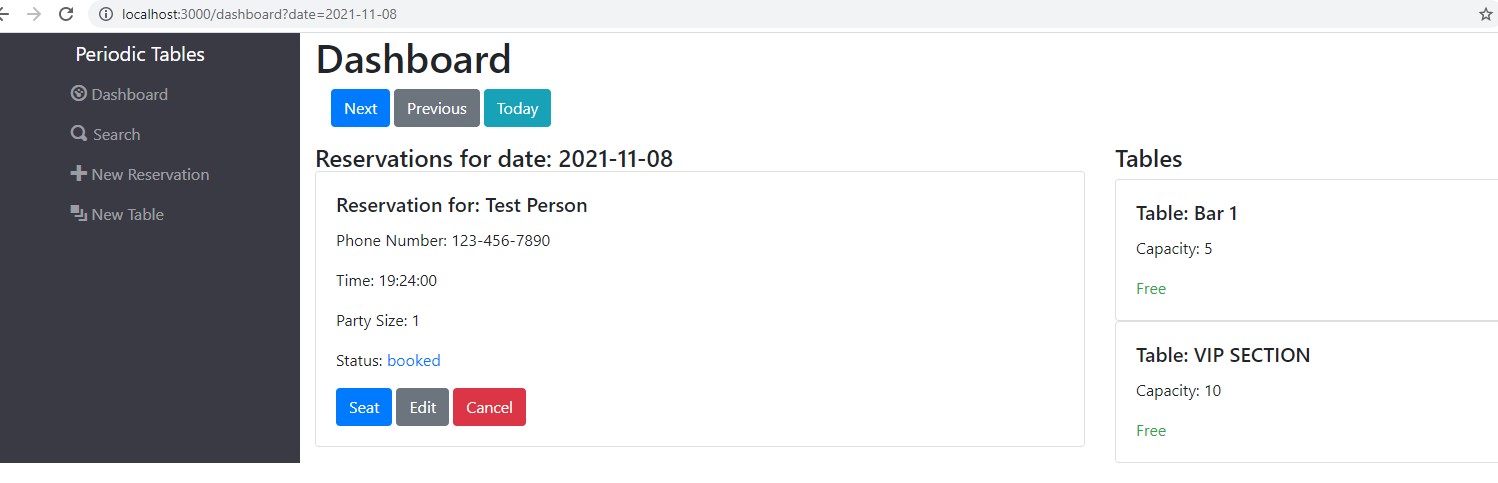 localhost:3000/dashboard?date=2021-11-08
Periodic Tables
Dashboard
Search
New Reservation
New Table
Dashboard
Next Previous Today
Reservations for date: 2021-11-08
Reservation for: Test Person
Phone Number: 123-456-7890
Time: 19:24:00
Party Size: 1
Status: booked
Seat Edit Cancel
Tables
Table: Bar 1
Capacity: 5
Free
Table: VIP SECTION
Capacity: 10
Free